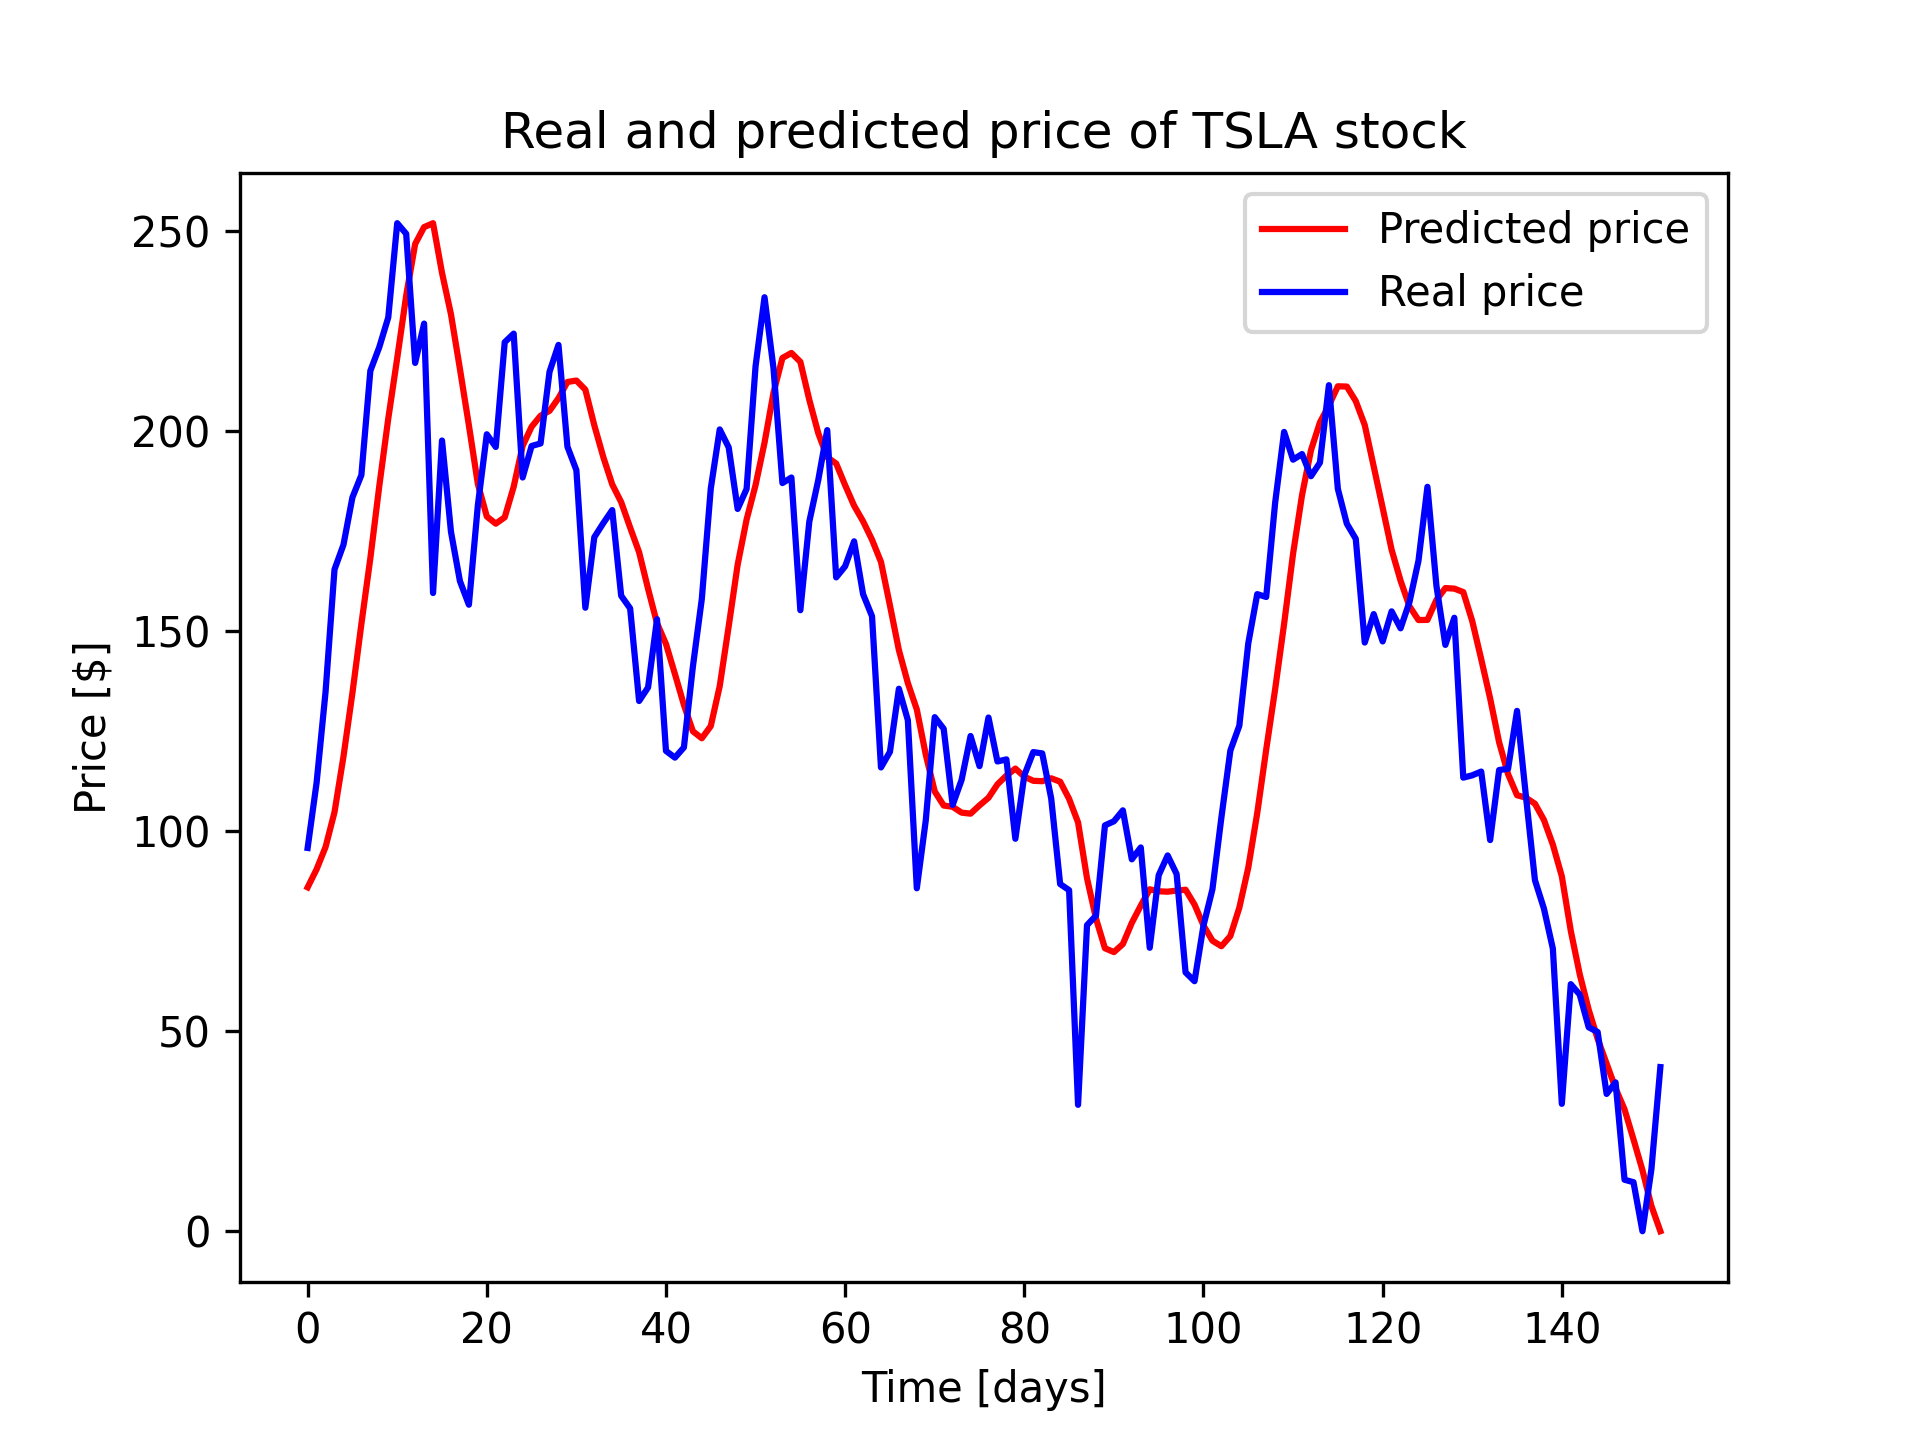 Real and predicted price of TSLA stock
Predicted price
Real price
Price [$]
250
200
150
100
50
0
0 20 40 60 80 100 120 140
Time [days]